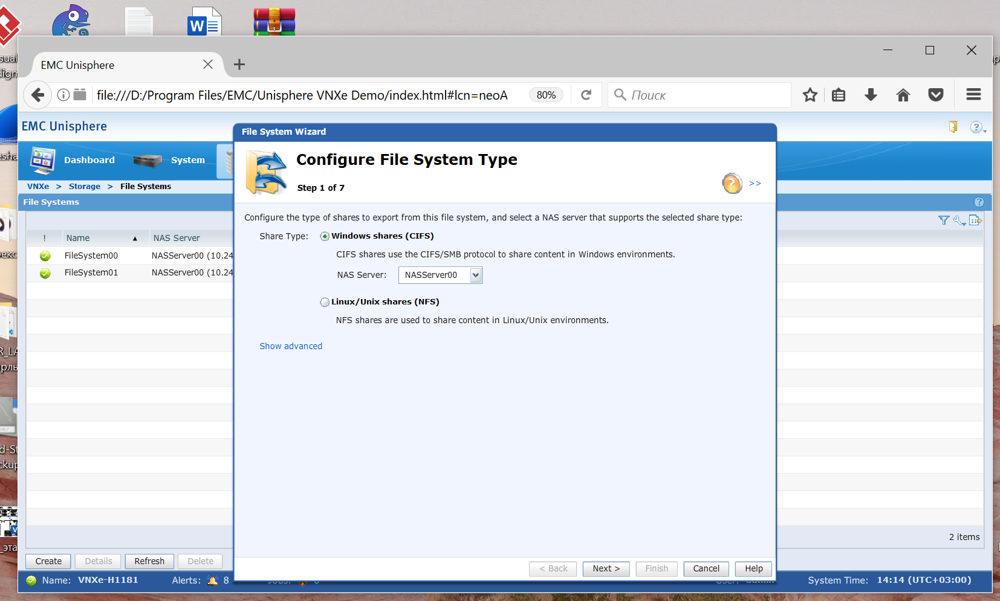 EMC Unisphere
file:///D:/Program Files/EMC/Unisphere VNXe Demo/index.html#lcn=neoA
80%
Поиск
EMC Unisphere
File System Wizard
Dashboard
System
Configure File System Type
Step 1 of 7
>>
VNXe > Storage > File Systems
File Systems
Configure the type of shares to export from this file system, and select a NAS server that supports the selected share type:
! Name NAS Server
Share Type: Windows shares (CIFS)
FileSystem00 NASServer00 (10.24
CIFS shares use the CIFS/SMB protocol to share content in Windows environments.
FileSystem01 NASServer00 (10.24
NAS Server: NASServer00
Linux/Unix shares (NFS)
NFS shares are used to share content in Linux/Unix environments.
Show advanced
2 items
Create Details Refresh Delete
< Back Next > Finish Cancel Help
Name: VNXe-H1181 Alerts: 8
System Time: 14:14 (UTC+03:00)